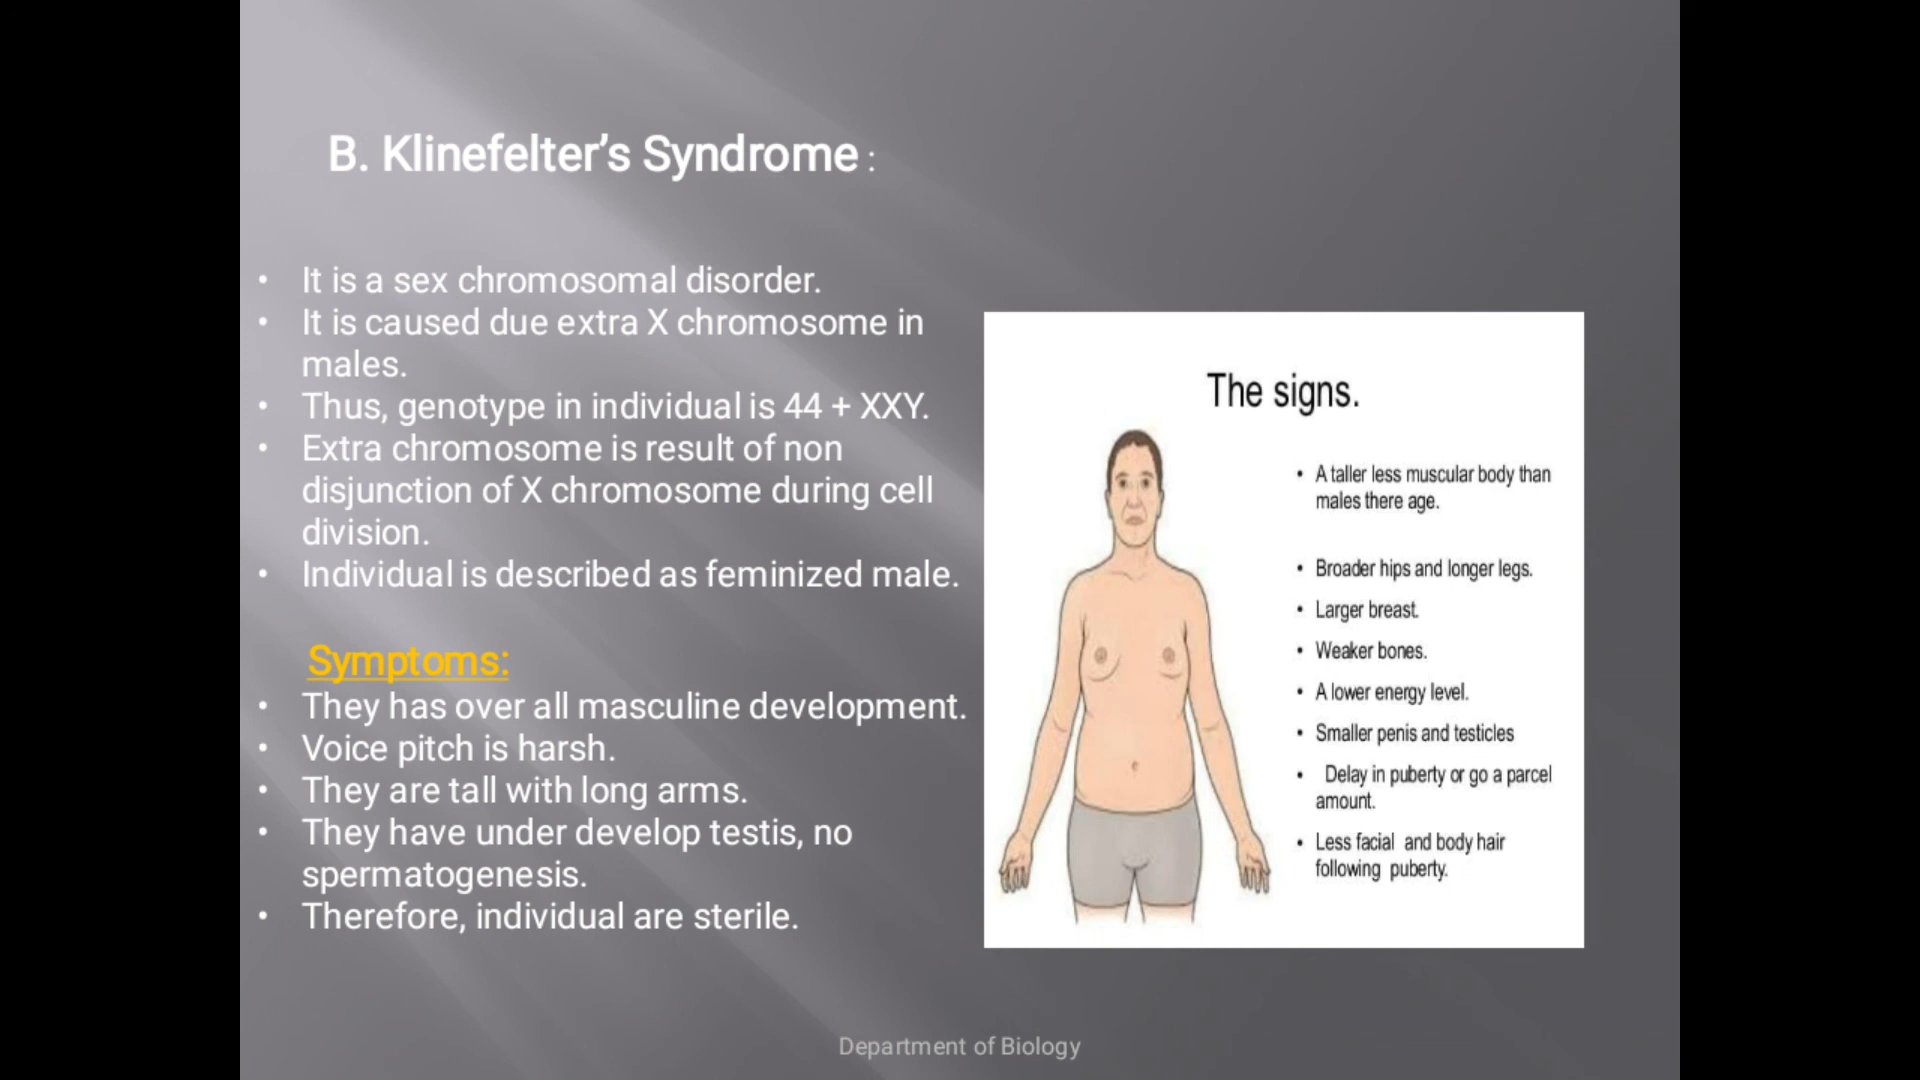 B. Klinefelter’s Syndrome :
• It is a sex chromosomal disorder.
• It is caused due extra X chromosome in
males.
• Thus, genotype in individual is 44 + XXY.
• Extra chromosome is result of non
disjunction of X chromosome during cell
division.
• Individual is described as feminized male.
Symptoms:
• They has over all masculine development.
• Voice pitch is harsh.
• They are tall with long arms.
• They have under develop testis, no
spermatogenesis.
• Therefore, individual are sterile.
The signs.
• A taller less muscular body than
males there age.
• Broader hips and longer legs.
• Larger breast.
• Weaker bones.
• A lower energy level.
• Smaller penis and testicles
• Delay in puberty or go a parcel
amount.
• Less facial and body hair
following puberty.
Department of Biology